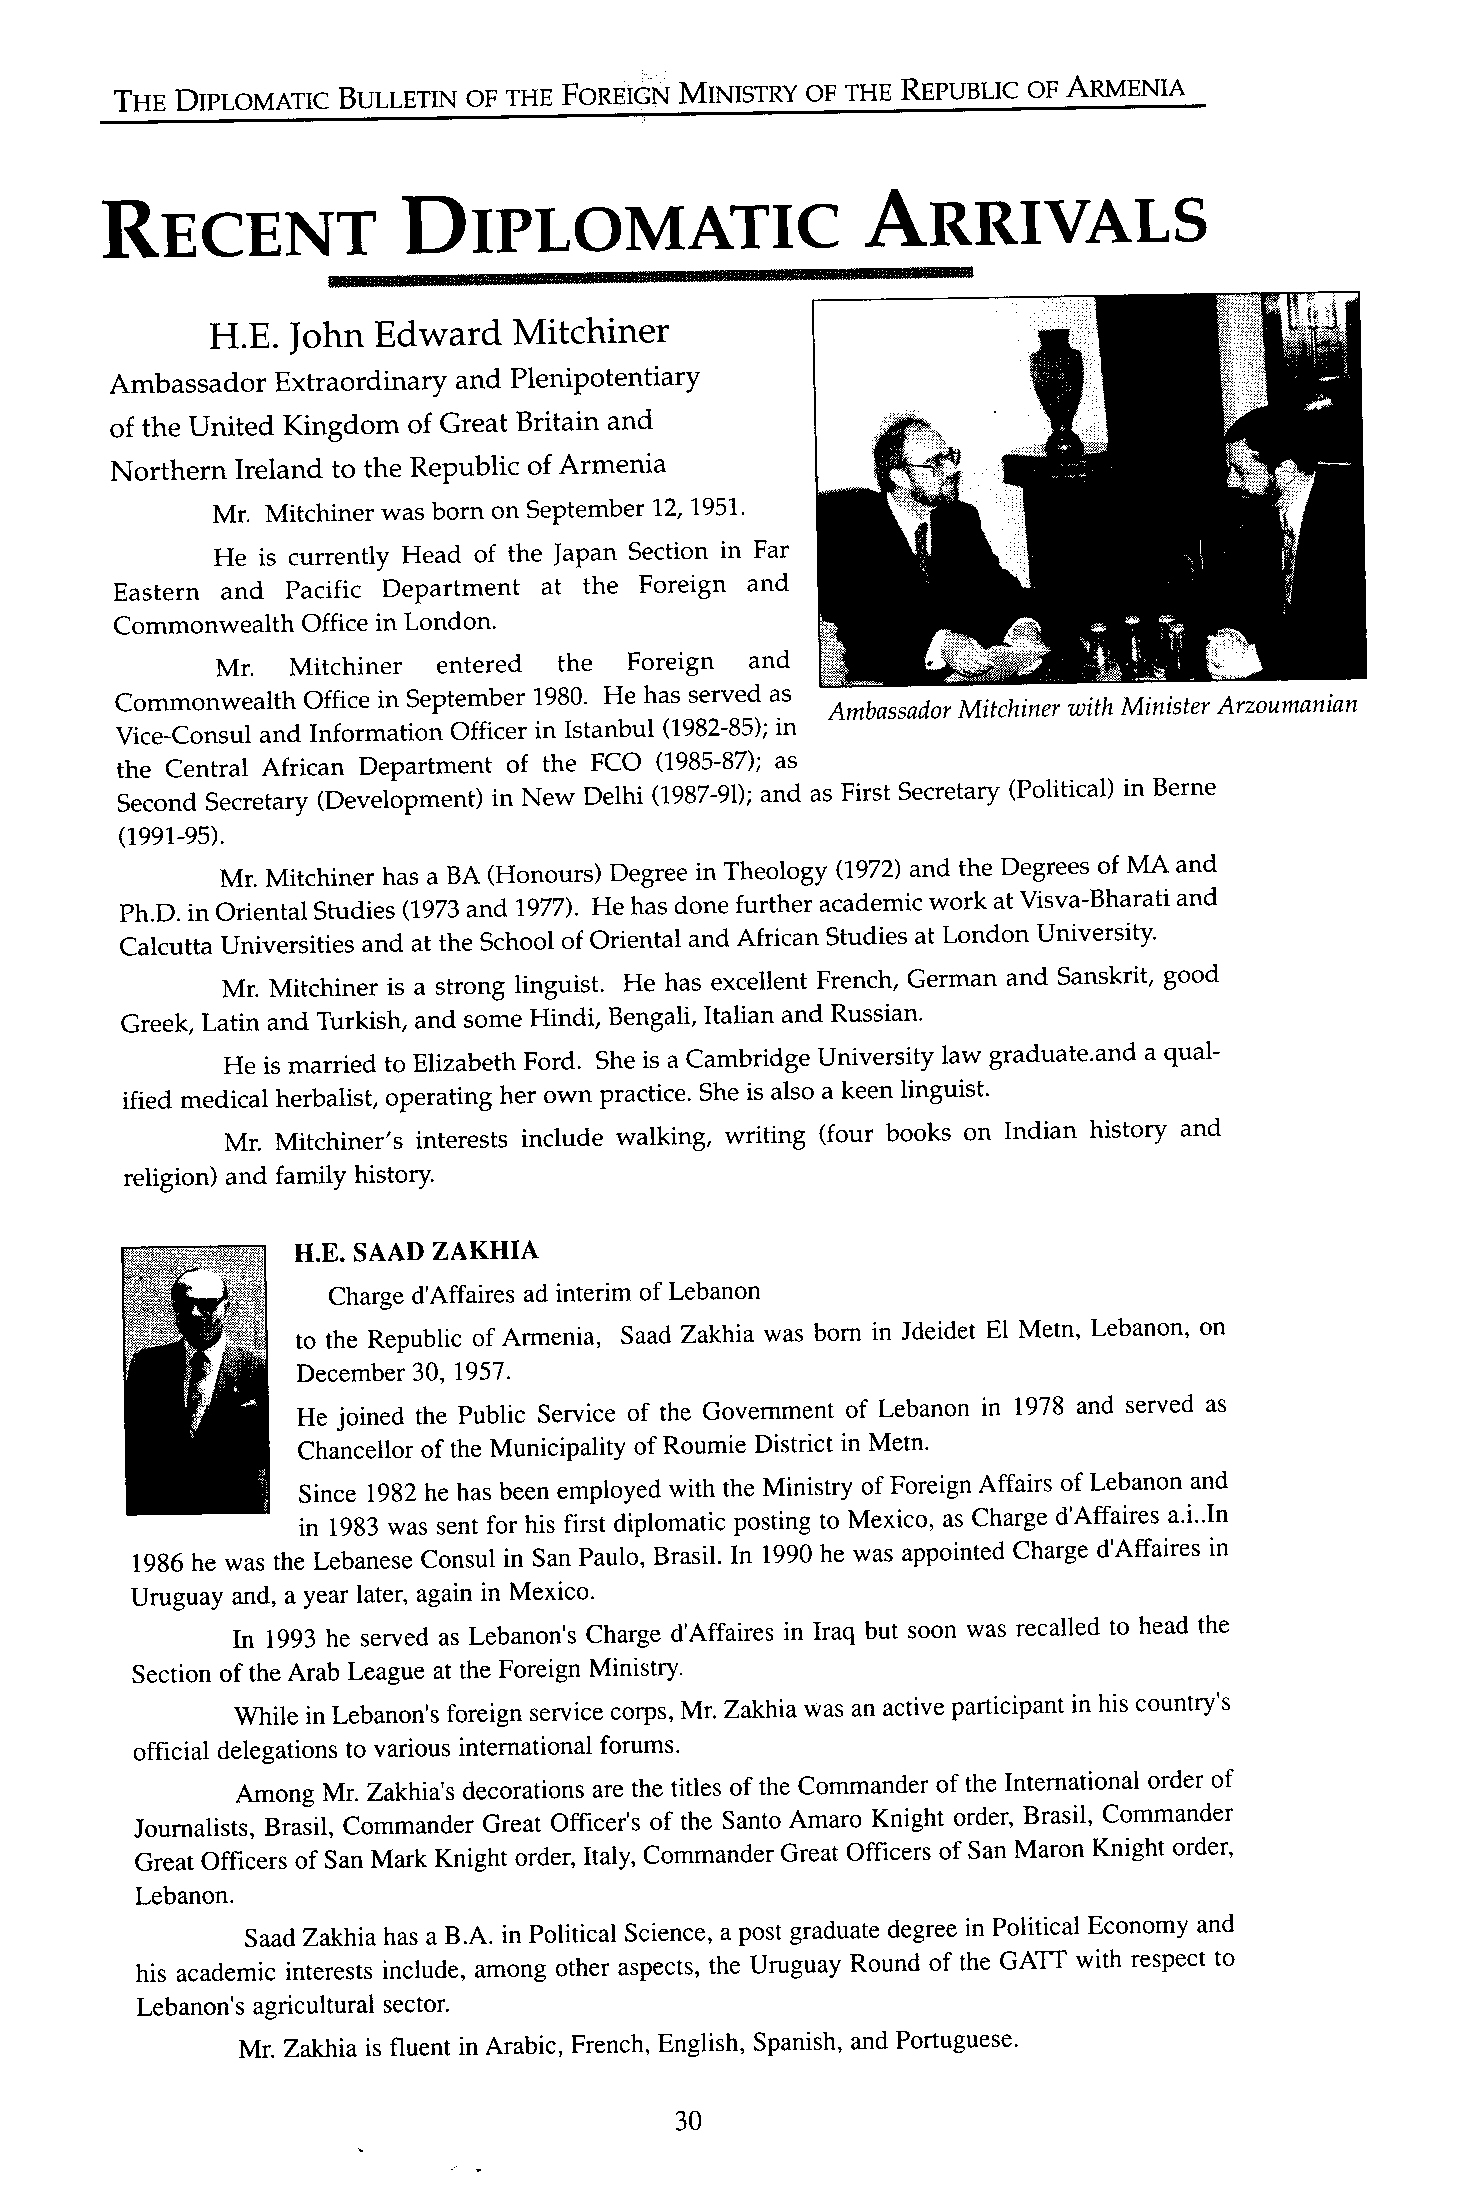 THE DIPLOMATIC BULLETIN OF THE FOREIGN MINISTRY OF THE REPUBLIC OF ARMENIA
RECENT DIPLOMATIC ARRIVALS
H.E. John Edward Mitchiner
Ambassador Extraordinary and Plenipotentiary
of the United Kingdom of Great Britain and
Northern Ireland to the Republic of Armenia
Mr. Mitchiner was born on September 12, 1951.
He is currently Head of the Japan Section in Far
Eastern and Pacific Department at the Foreign and
Commonwealth Office in London.
Mr. Mitchiner entered the Foreign and
Commonwealth Office in September 1980. He has served as
Vice-Consul and Information Officer in Istanbul (1982-85); in
the Central African Department of the FCO (1985-87); as
Second Secretary (Development) in New Delhi (1987-91); and as First Secretary (Political) in Berne
(1991-95).
Ambassador Mitchiner with Minister Arzoumanian
Mr. Mitchiner has a BA (Honours) Degree in Theology (1972) and the Degrees of MA and
Ph.D. in Oriental Studies (1973 and 1977). He has done further academic work at Visva-Bharati and
Calcutta Universities and at the School of Oriental and African Studies at London University.
Mr. Mitchiner is a strong linguist. He has excellent French, German and Sanskrit, good
Greek, Latin and Turkish, and some Hindi, Bengali, Italian and Russian.
He is married to Elizabeth Ford. She is a Cambridge University law graduate.and a qual-
ified medical herbalist, operating her own practice. She is also a keen linguist.
Mr. Mitchiner's interests include walking, writing (four books on Indian history and
religion) and family history.
H.E. SAAD ZAKHIA
Charge d'Affaires ad interim of Lebanon
to the Republic of Armenia, Saad Zakhia was born in Jdeidet El Metn, Lebanon, on
December 30, 1957.
He joined the Public Service of the Government of Lebanon in 1978 and served as
Chancellor of the Municipality of Roumie District in Metn.
Since 1982 he has been employed with the Ministry of Foreign Affairs of Lebanon and
in 1983 was sent for his first diplomatic posting to Mexico, as Charge d'Affaires a.i..In
1986 he was the Lebanese Consul in San Paulo, Brasil. In 1990 he was appointed Charge d'Affaires in
Uruguay and, a year later, again in Mexico.
In 1993 he served as Lebanon's Charge d'Affaires in Iraq but soon was recalled to head the
Section of the Arab League at the Foreign Ministry.
While in Lebanon's foreign service corps, Mr. Zakhia was an active participant in his country's
official delegations to various international forums.
Among Mr. Zakhia's decorations are the titles of the Commander of the International order of
Journalists, Brasil, Commander Great Officer's of the Santo Amaro Knight order, Brasil, Commander
Great Officers of San Mark Knight order, Italy, Commander Great Officers of San Maron Knight order,
Lebanon.
Saad Zakhia has a B.A. in Political Science, a post graduate degree in Political Economy and
his academic interests include, among other aspects, the Uruguay Round of the GATT with respect to
Lebanon's agricultural sector.
Mr. Zakhia is fluent in Arabic, French, English, Spanish, and Portuguese.
30